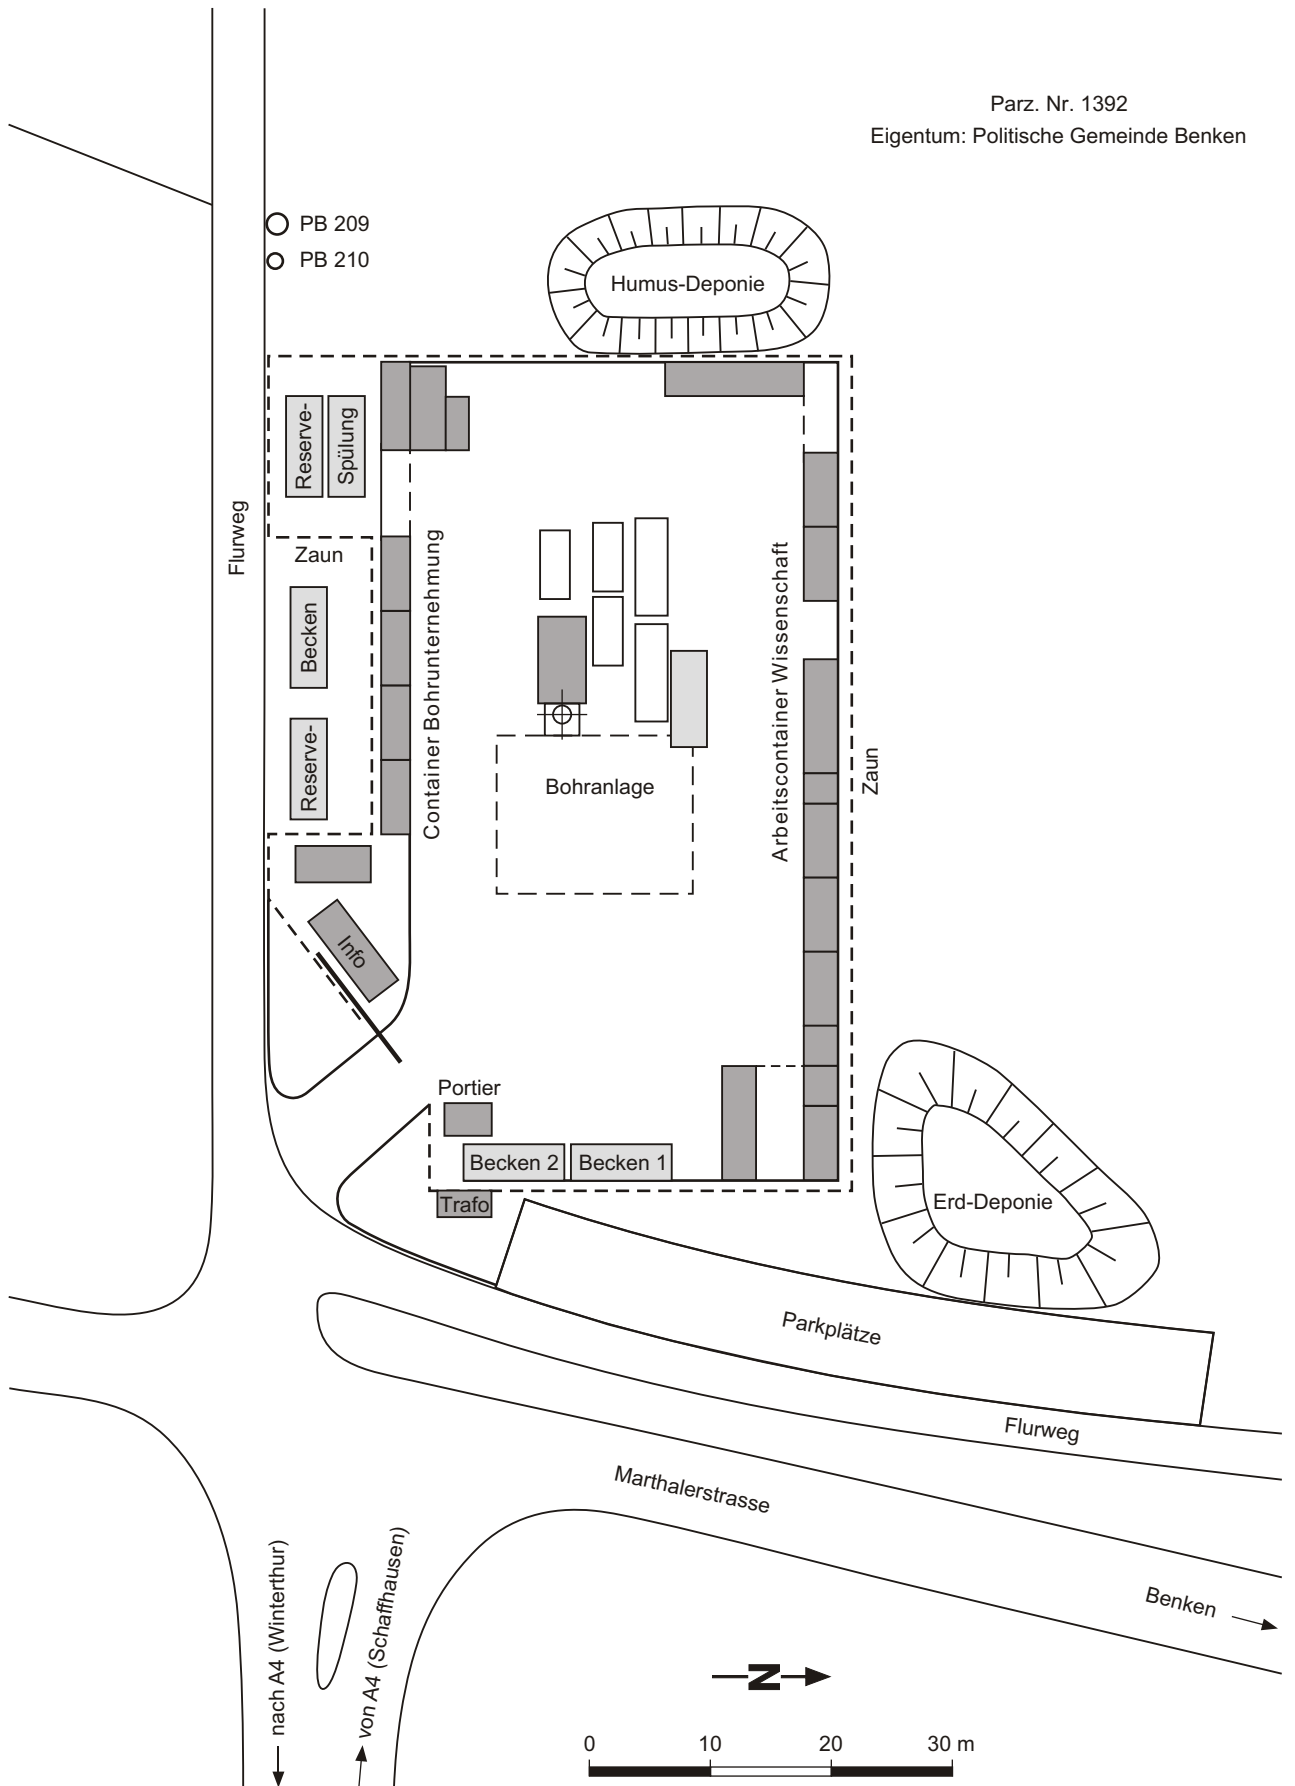 Parz. Nr. 1392
Eigentum: Politische Gemeinde Benken
PB 209
PB 210
Humus-Deponie
Reserve-
Spülung
Flurweg
Zaun
Container Bohrunternehmung
Arbeitscontainer Wissenschaft
Becken
Reserve-
Zaun
Bohranlage
Info
Portier
Becken 2
Becken 1
Trafo
Erd-Deponie
Parkplätze
Flurweg
Marthalerstrasse
Benken
nach A4 (Winterthur)
von A4 (Schaffhausen)
N
0 10 20 30 m